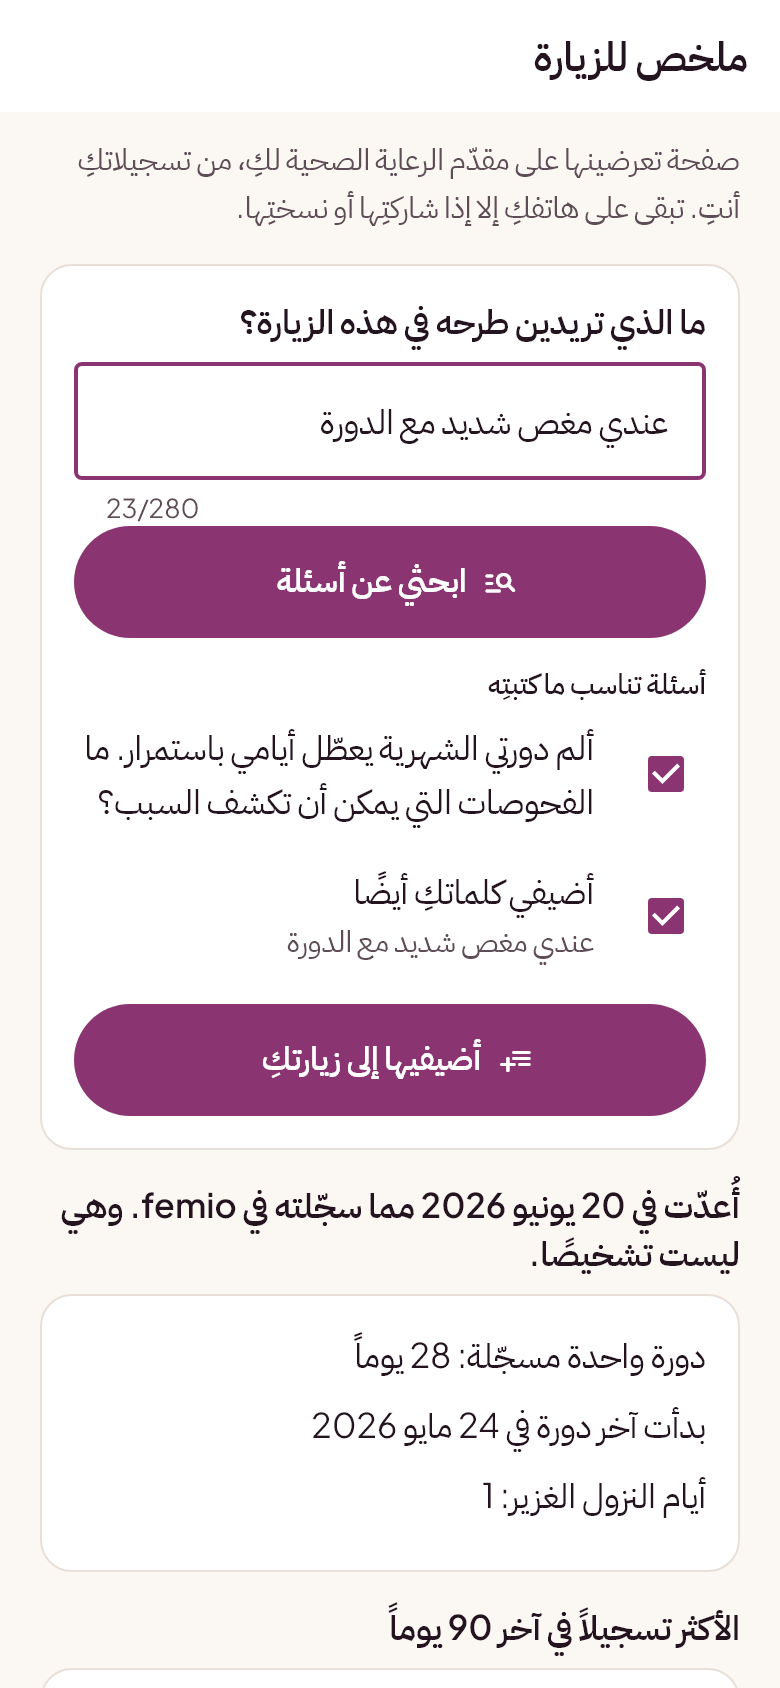 ملخص للزيارة
صفحة تعرضينها على مقدّم الرعاية الصحية لكِ، من تسجيلاتكِ
أنتِ. تبقى على هاتفكِ إلا إذا شاركتِها أو نسختِها.
ما الذي تريدين طرحه في هذه الزيارة؟
عندي مغص شديد مع الدورة
23/280
ابحثي عن أسئلة
أسئلة تناسب ما كتبتِه
ألم دورتي الشهرية يعطّل أيامي باستمرار. ما
الفحوصات التي يمكن أن تكشف السبب؟
أضيفي كلماتكِ أيضًا
عندي مغص شديد مع الدورة
أضيفيها إلى زيارتكِ
أُعدّت في 20 يونيو 2026 مما سجّلته في femio. وهي
ليست تشخيصًا.
دورة واحدة مسجّلة: 28 يوماً
بدأت آخر دورة في 24 مايو 2026
أيام النزول الغزير: 1
الأكثر تسجيلاً في آخر 90 يوماً